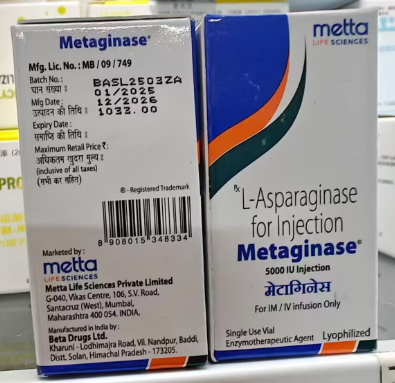 Metaginase®
Mfg. Lic. No. : MB / 09 / 749
Batch No. :
घान संख्या :
BASL2503ZA
Mfg Date :
उत्पादन की तिथि :
01/2025
12/2026
1033.00
Expiry Date :
समाप्ति की तिथि :
Maximum Retail Price ₹ :
अधिकतम खुदरा मूल्य :
(inclusive of all taxes)
(सभी कर सहित)
® - Registered Trademark
8 908015 348334
Marketed by :
metta
LIFE SCIENCES
Metta Life Sciences Private Limited
G-040, Vikas Centre, 106, S.V. Road,
Santacruz (West), Mumbai,
Maharashtra 400 054. INDIA.
Manufactured in India by :
Beta Drugs Ltd.
Kharuni - Lodhimajra Road, Vil. Nandpur, Baddi,
Dist. Solan, Himachal Pradesh - 173205.
metta
LIFE SCIENCES
Rx
L-Asparaginase
for Injection
Metaginase®
5000 IU Injection
मेटागिनेस
For IM / IV infusion Only
Single Use Vial
Enzymotherapeutic Agent
Lyophilized